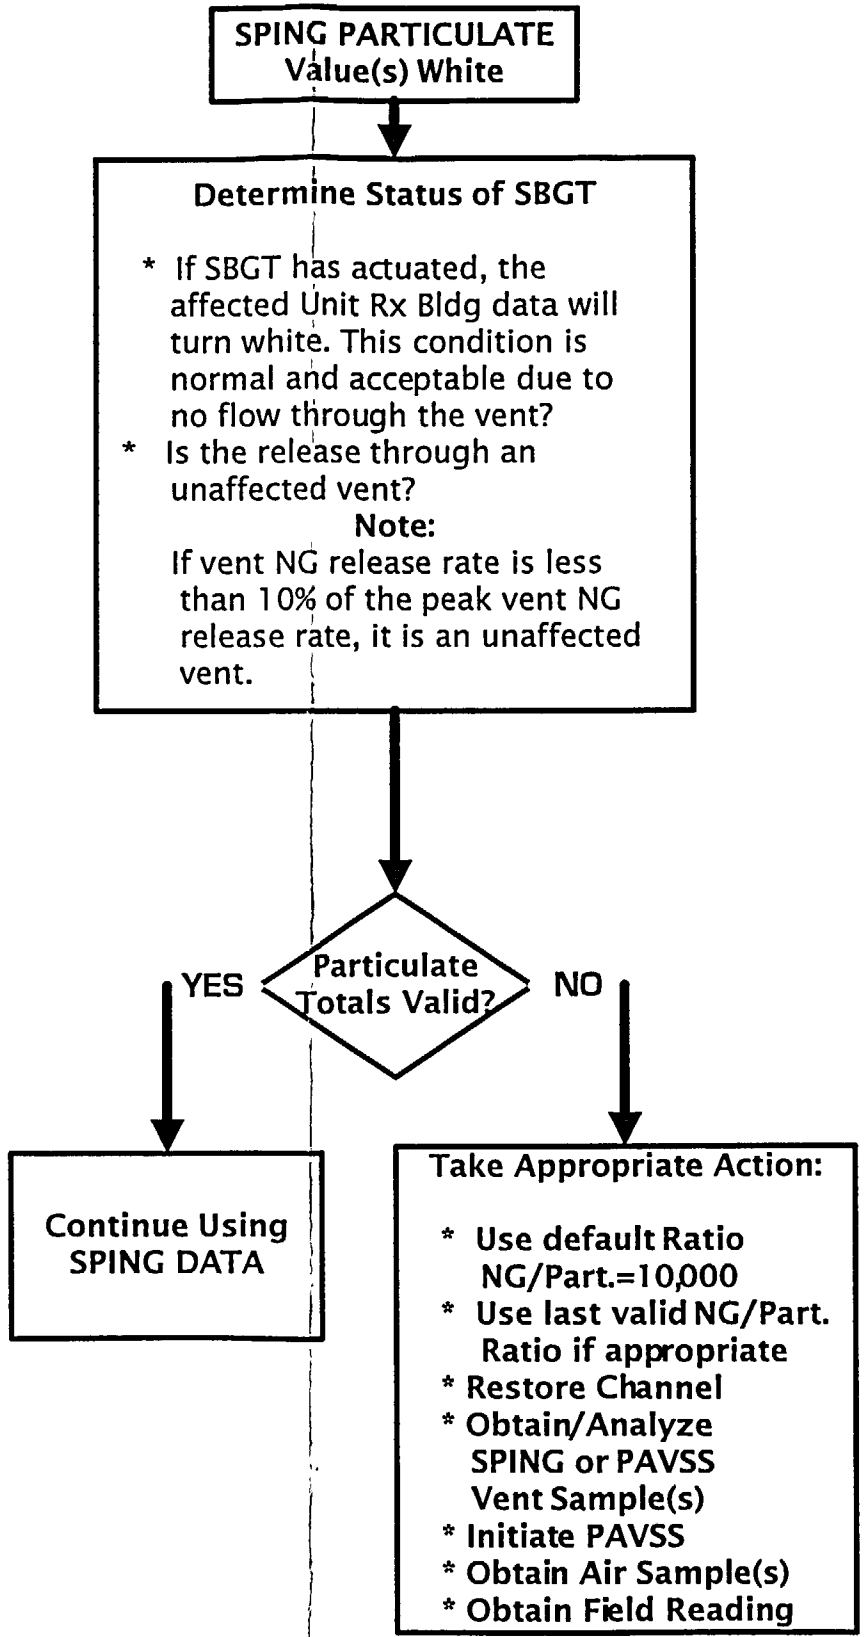 SPING PARTICULATE
Value(s) White
Determine Status of SBGT
* If SBGT has actuated, the
affected Unit Rx Bldg data will
turn white. This condition is
normal and acceptable due to
no flow through the vent?
* Is the release through an
unaffected vent?
Note:
If vent NG release rate is less
than 10% of the peak vent NG
release rate, it is an unaffected
vent.
Particulate
Totals Valid?
YES
NO
Continue Using
SPING DATA
Take Appropriate Action:
* Use default Ratio
NG/Part.=10,000
* Use last valid NG/Part.
Ratio if appropriate
* Restore Channel
* Obtain/Analyze
SPING or PAVSS
Vent Sample(s)
* Initiate PAVSS
* Obtain Air Sample(s)
* Obtain Field Reading